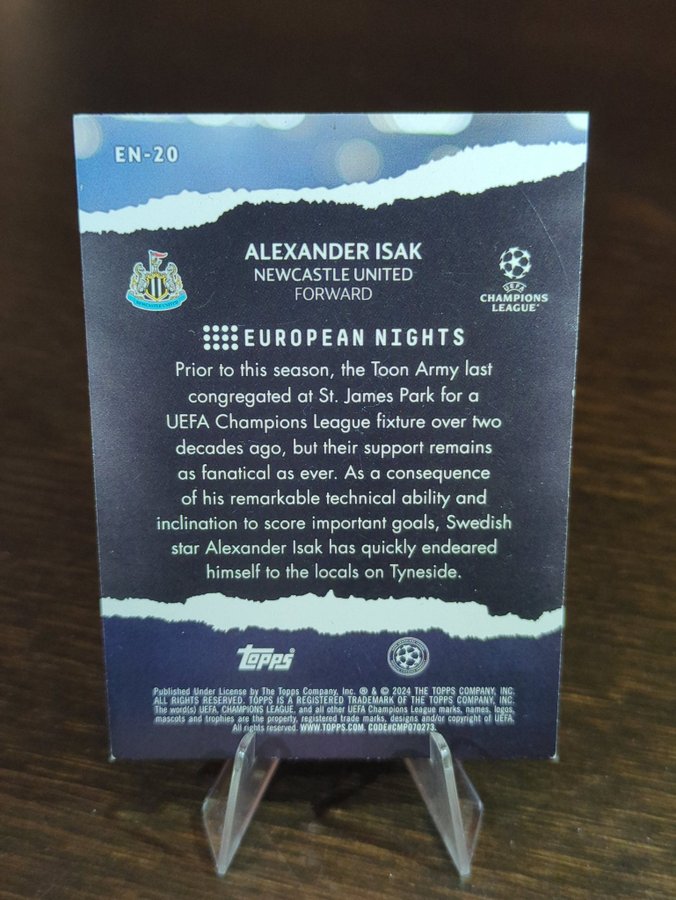 EN-20
ALEXANDER ISAK
NEWCASTLE UNITED
FORWARD
NEWCASTLE UNITED
UEFA
CHAMPIONS
LEAGUE
EUROPEAN NIGHTS
Prior to this season, the Toon Army last
congregated at St. James Park for a
UEFA Champions League fixture over two
decades ago, but their support remains
as fanatical as ever. As a consequence
of his remarkable technical ability and
inclination to score important goals, Swedish
star Alexander Isak has quickly endeared
himself to the locals on Tyneside.
Topps
Published Under License by The Topps Company, Inc. ® & © 2024 THE TOPPS COMPANY, INC.
ALL RIGHTS RESERVED. TOPPS IS A REGISTERED TRADEMARK OF THE TOPPS COMPANY, INC.
The word(s) UEFA, CHAMPIONS LEAGUE, and all other UEFA Champions League marks, names, logos,
mascots and trophies are the property, registered trade marks, designs and/or copyright of UEFA.
All rights reserved. WWW.TOPPS.COM. CODE#CMP070273.